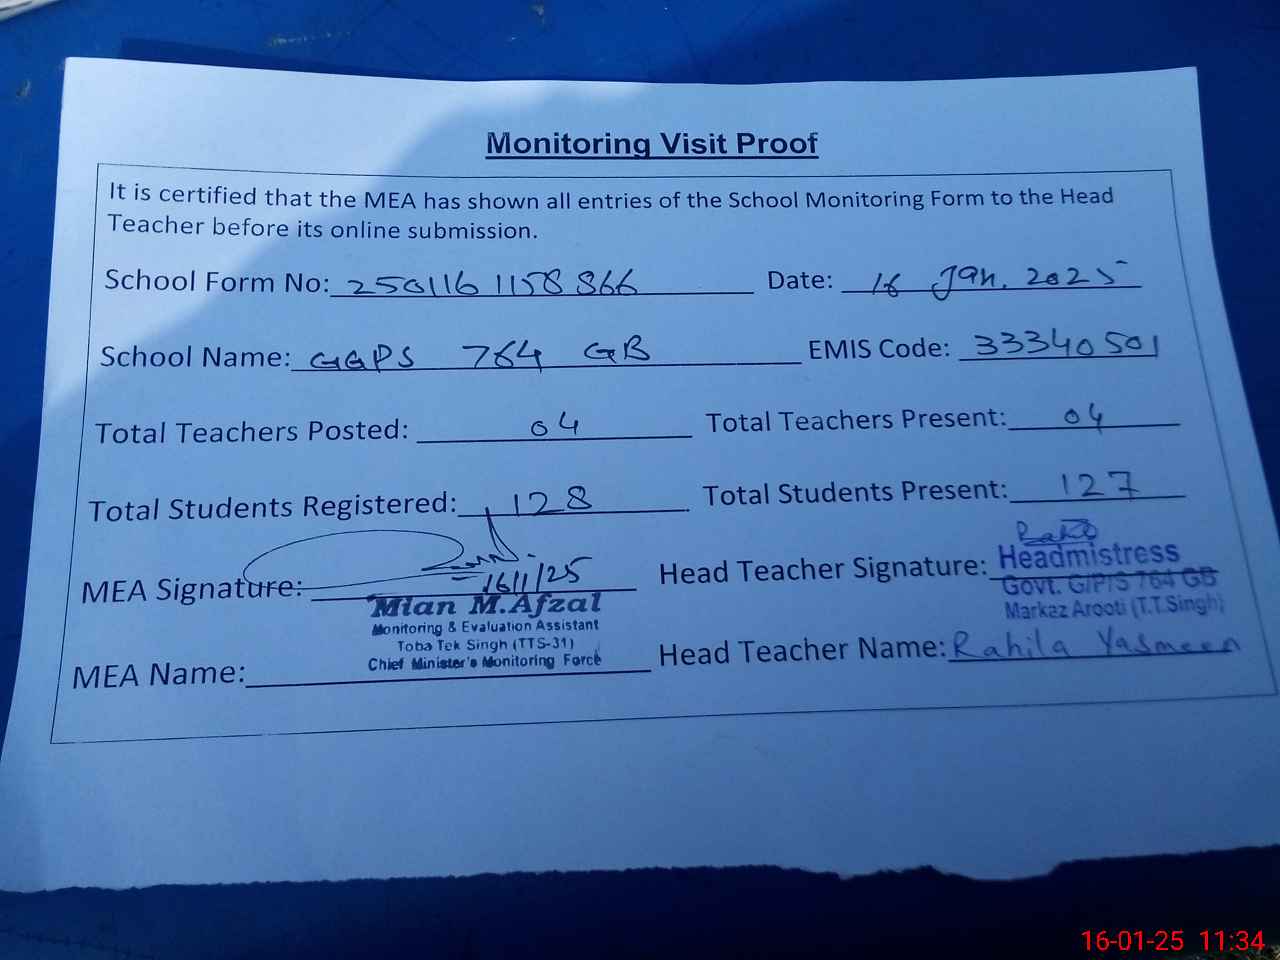 Monitoring Visit Proof
It is certified that the MEA has shown all entries of the School Monitoring Form to the Head
Teacher before its online submission.
School Form No: 2501161158866 Date: 16 Jan. 2025
School Name: GGPS 764 GB EMIS Code: 33340501
Total Teachers Posted: 04 Total Teachers Present: 04
Total Students Registered: 128 Total Students Present: 127
MEA Signature: 16/1/25 Head Teacher Signature:
Mian M.Afzal
Monitoring & Evaluation Assistant
Toba Tek Singh (TTS-31)
Chief Minister's Monitoring Force
Headmistress
Govt. G/P/S 764 GB
Markaz Arooti (T.T.Singh)
MEA Name: Head Teacher Name: Rahila Yasmeen
16-01-25 11:34